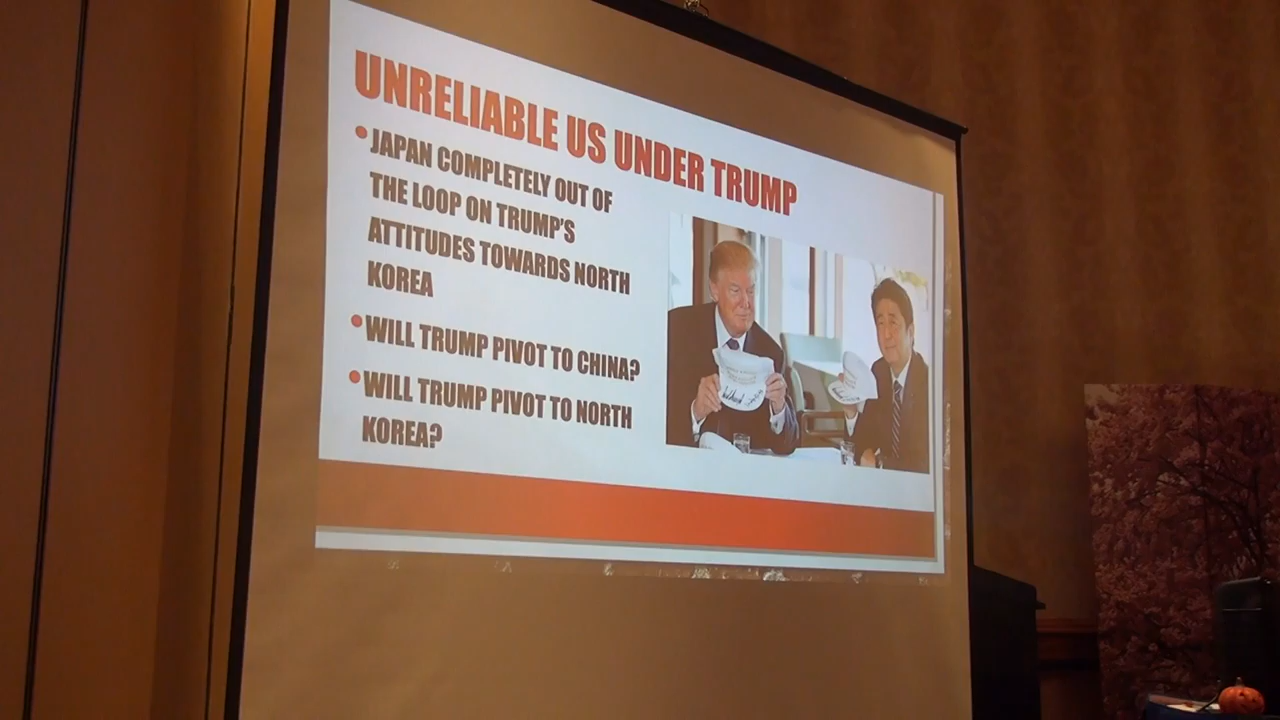 UNRELIABLE US UNDER TRUMP
JAPAN COMPLETELY OUT OF
THE LOOP ON TRUMP'S
ATTITUDES TOWARDS NORTH
KOREA
WILL TRUMP PIVOT TO CHINA?
WILL TRUMP PIVOT TO NORTH
KOREA?